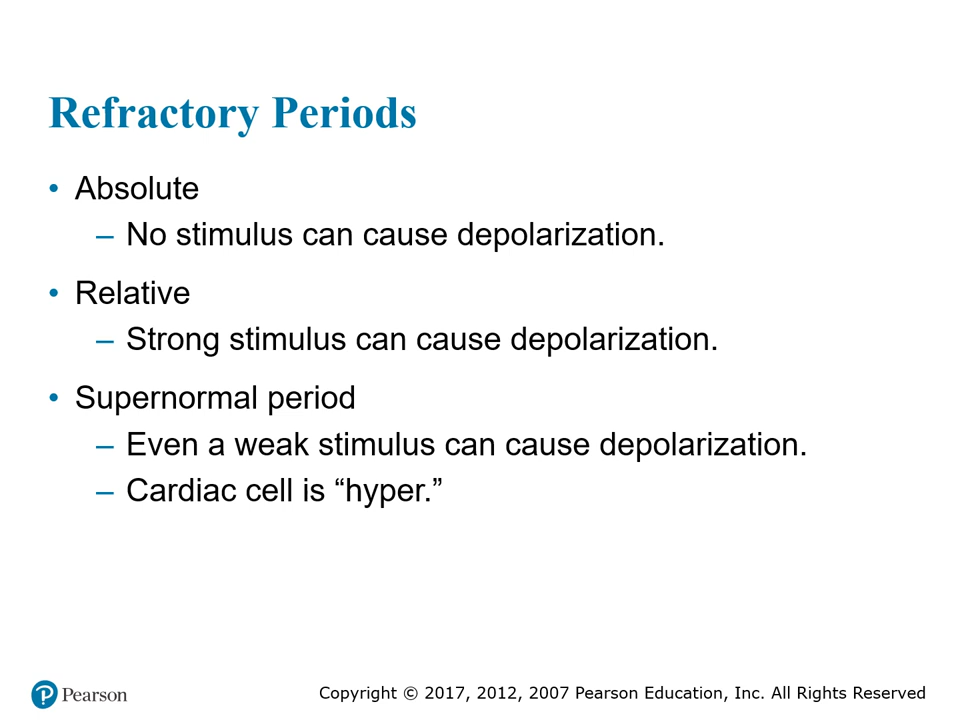 Refractory Periods
• Absolute
– No stimulus can cause depolarization.
• Relative
– Strong stimulus can cause depolarization.
• Supernormal period
– Even a weak stimulus can cause depolarization.
– Cardiac cell is “hyper.”
P Pearson
Copyright © 2017, 2012, 2007 Pearson Education, Inc. All Rights Reserved